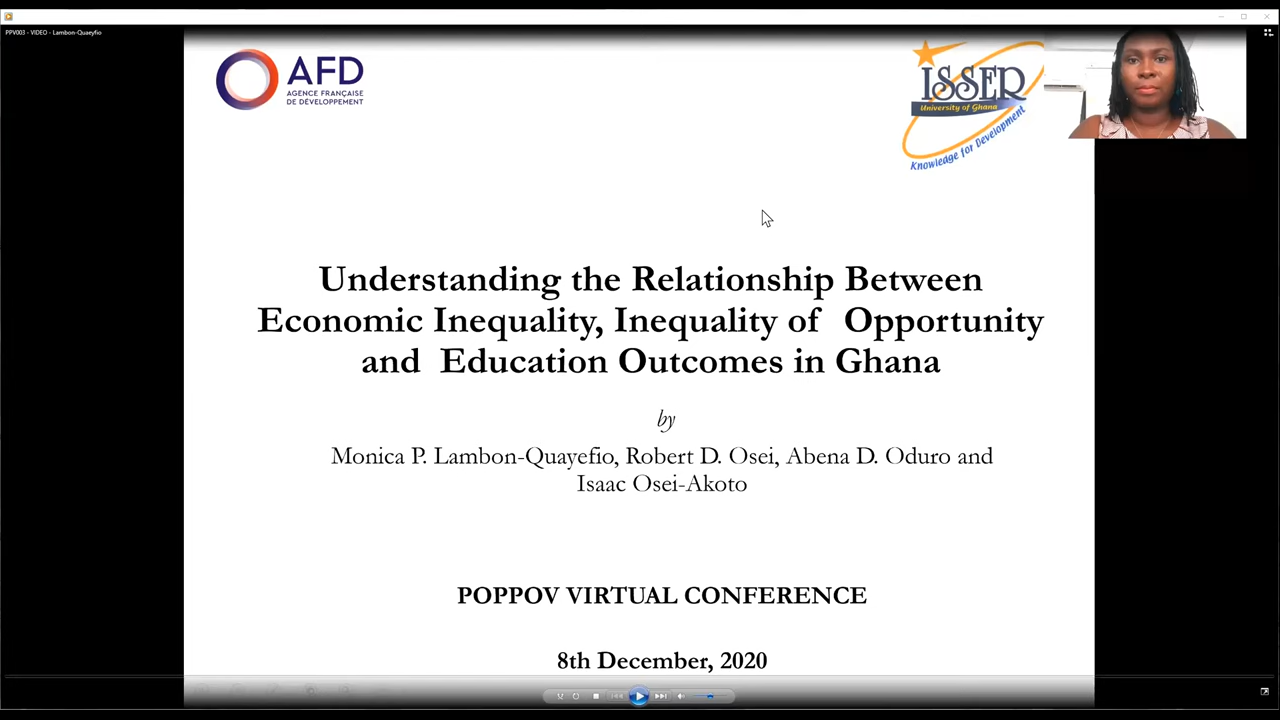 PPV003 - VIDEO - Lambon-Quaeyfio
AFD
AGENCE FRANÇAISE
DE DÉVELOPPEMENT
ISSER
University of Ghana
Knowledge for Development
Understanding the Relationship Between
Economic Inequality, Inequality of Opportunity
and Education Outcomes in Ghana
by
Monica P. Lambon-Quayefio, Robert D. Osei, Abena D. Oduro and
Isaac Osei-Akoto
POPPOV VIRTUAL CONFERENCE
8th December, 2020